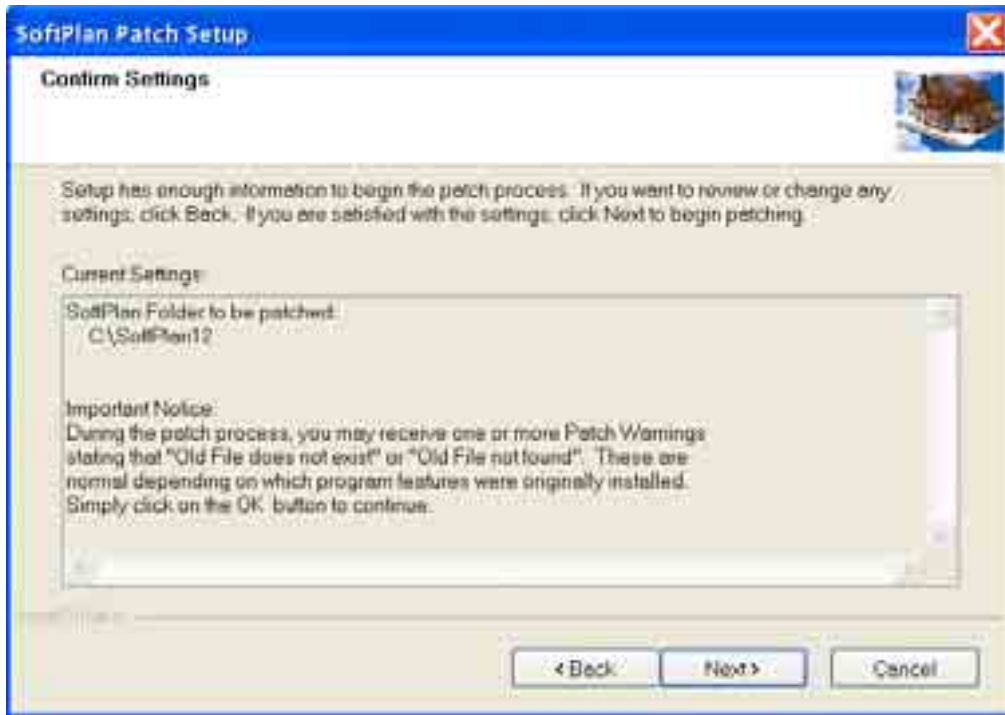 SoftPlan Patch Setup
Confirm Settings
Setup has enough information to begin the patch process. If you want to review or change any
settings, click Back. If you are satisfied with the settings, click Next to begin patching.
Current Settings:
SoftPlan Folder to be patched:
C:\SoftPlan12
Important Notice:
During the patch process, you may receive one or more Patch Warnings
stating that "Old File does not exist" or "Old File not found". These are
normal depending on which program features were originally installed.
Simply click on the OK button to continue.
< Back
Next >
Cancel